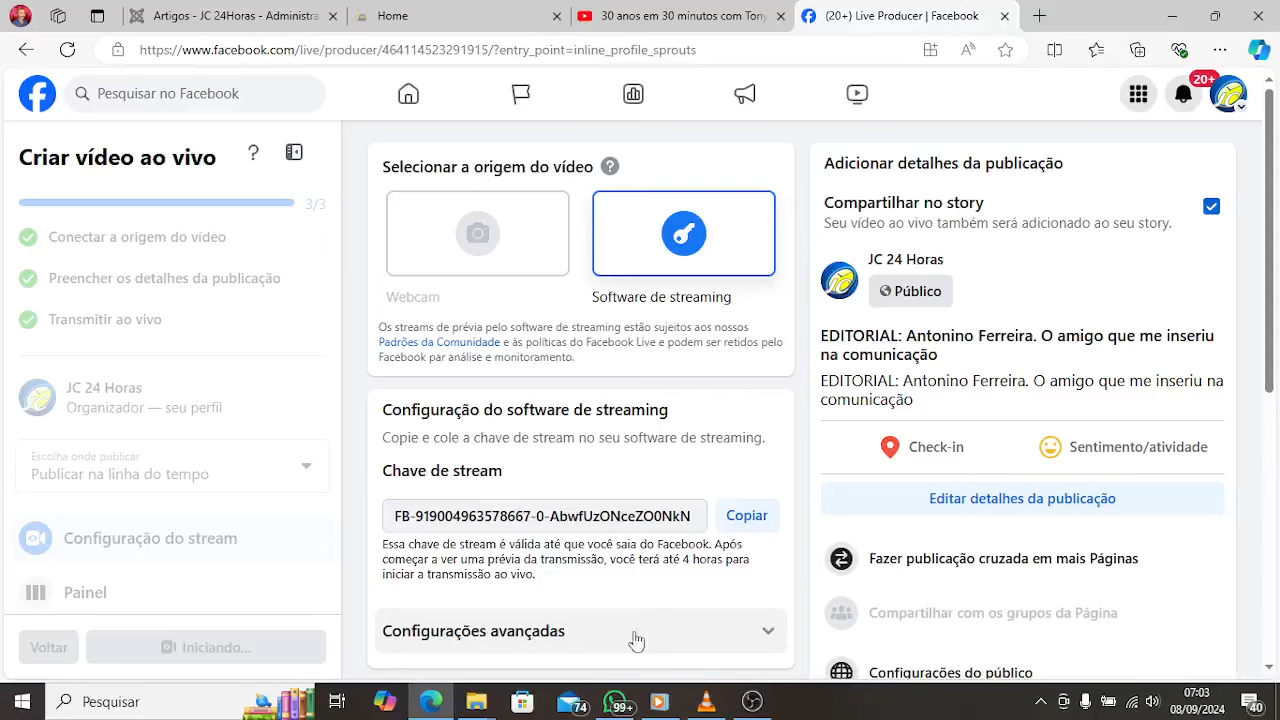 Artigos - JC 24Horas - Administra
Home
30 anos em 30 minutos com Tony
(20+) Live Producer | Facebook
https://www.facebook.com/live/producer/464114523291915/?entry_point=inline_profile_sprouts
Pesquisar no Facebook
20+
Criar vídeo ao vivo
3/3
Conectar a origem do vídeo
Preencher os detalhes da publicação
Transmitir ao vivo
JC 24 Horas
Organizador — seu perfil
Escolha onde publicar
Publicar na linha do tempo
Configuração do stream
Painel
Voltar
Iniciando...
Selecionar a origem do vídeo
Webcam
Software de streaming
Os streams de prévia pelo software de streaming estão sujeitos aos nossos
Padrões da Comunidade e às políticas do Facebook Live e podem ser retidos pelo
Facebook par análise e monitoramento.
Configuração do software de streaming
Copie e cole a chave de stream no seu software de streaming.
Chave de stream
FB-919004963578667-0-AbwfUzONceZO0NkN
Copiar
Essa chave de stream é válida até que você saia do Facebook. Após
começar a ver uma prévia da transmissão, você terá até 4 horas para
iniciar a transmissão ao vivo.
Configurações avançadas
Adicionar detalhes da publicação
Compartilhar no story
Seu vídeo ao vivo também será adicionado ao seu story.
JC 24 Horas
Público
EDITORIAL: Antonino Ferreira. O amigo que me inseriu
na comunicação
EDITORIAL: Antonino Ferreira. O amigo que me inseriu na
comunicação
Check-in
Sentimento/atividade
Editar detalhes da publicação
Fazer publicação cruzada em mais Páginas
Compartilhar com os grupos da Página
Configurações do público
Pesquisar
74
99+
07:03
08/09/2024
40